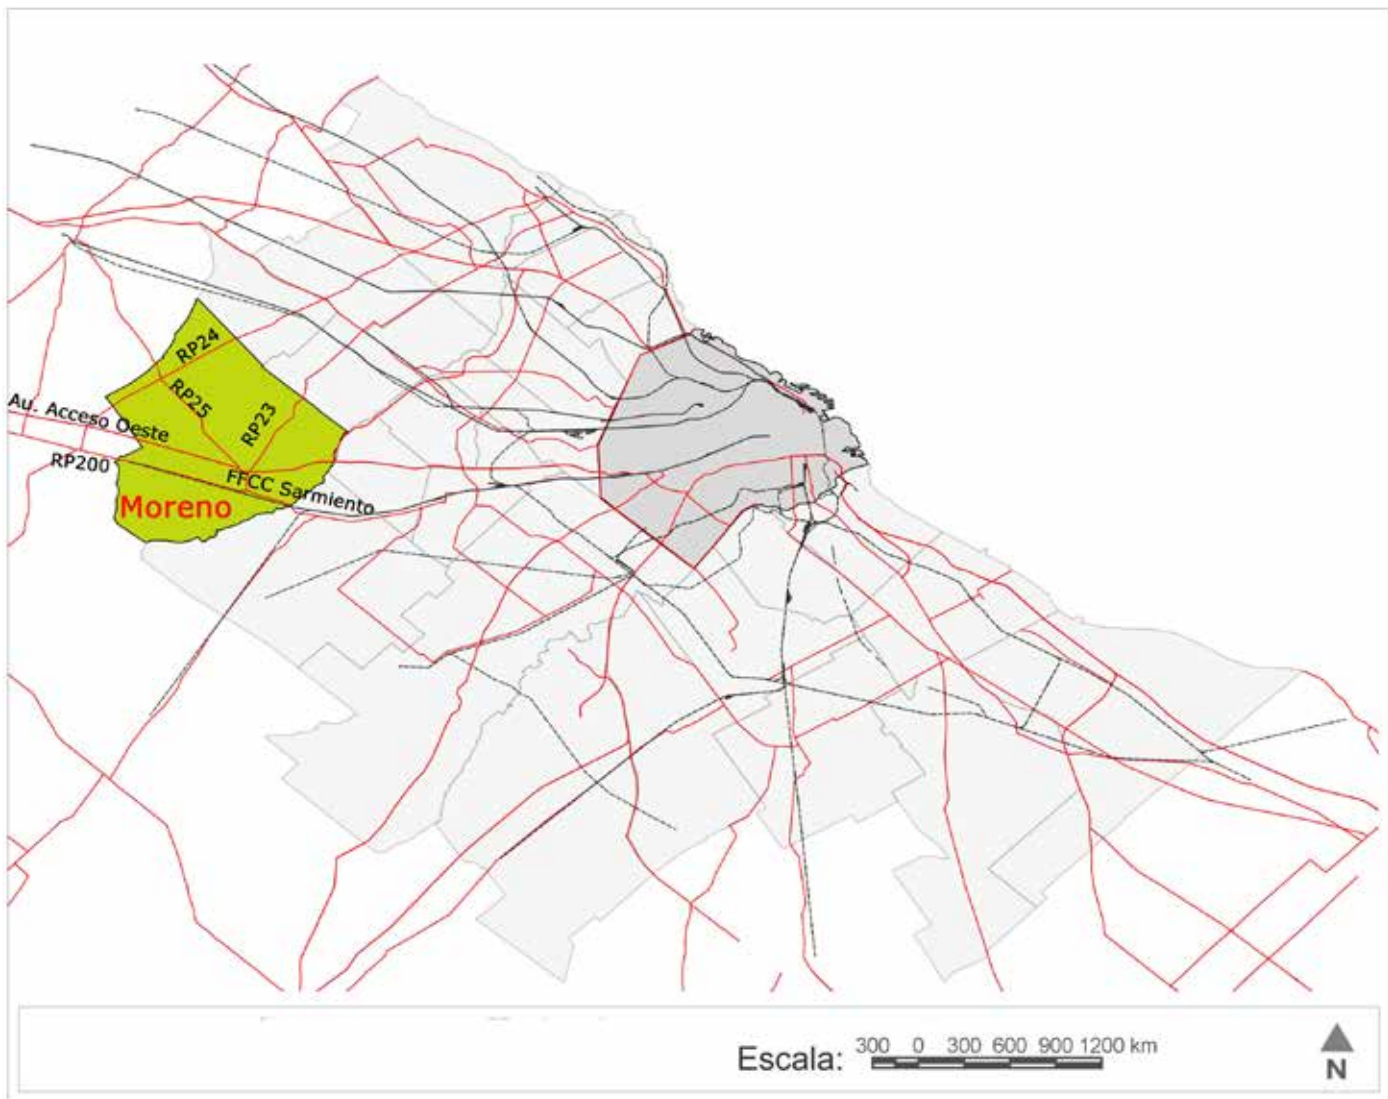 RP24
RP25
RP23
Au. Acceso Oeste
RP200
FFCC Sarmiento
Moreno
Escala: 300 0 300 600 900 1200 km
N